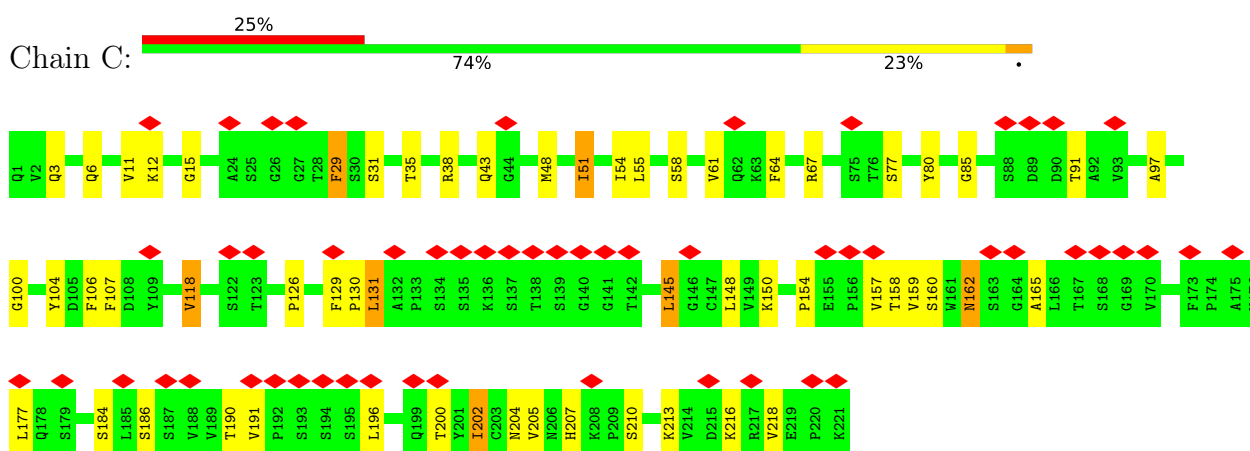 25%
Chain C:
74%
23%
Q1 V2 Q3 Q6 V11 K12 G15 A24 S25 G26 G27 T28 F29 S30 S31 T35 R38 Q43 G44 M48 I51 I54 L55 S58 V61 Q62 K63 F64 R67 S75 T76 S77 Y80 G85 S88 D89 D90 T91 A92 V93 A97
G100 Y104 D105 F106 F107 D108 Y109 V118 S122 T123 P126 F129 P130 L131 A132 P133 S134 S135 K136 S137 T138 S139 G140 G141 T142 L145 G146 C147 L148 V149 K150 P154 E155 P156 V157 T158 V159 S160 W161 N162 S163 G164 A165 L166 T167 S168 G169 V170 F173 P174 A175
L177 Q178 S179 S184 L185 S186 S187 V188 V189 T190 V191 P192 S193 S194 S195 L196 Q199 T200 Y201 I202 C203 N204 V205 N206 H207 K208 P209 S210 K213 V214 D215 K216 R217 V218 E219 P220 K221